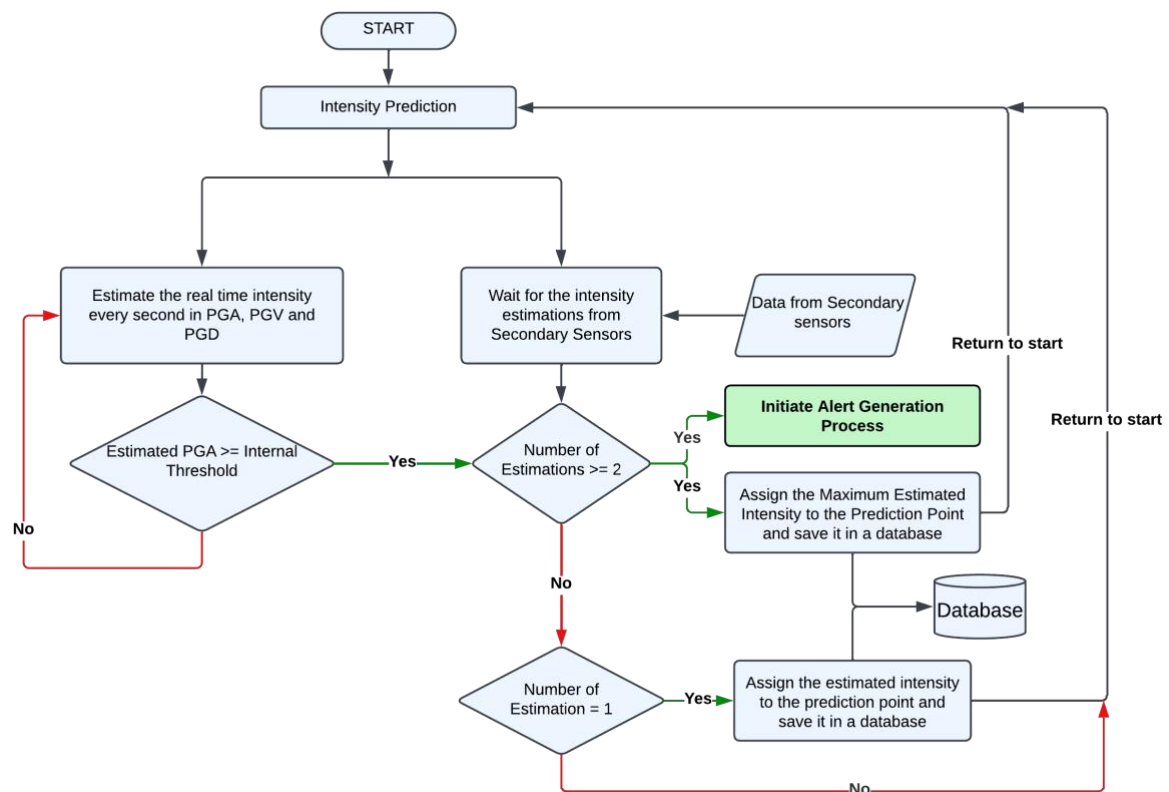 START
Intensity Prediction
Estimate the real time intensity
every second in PGA, PGV and
PGD
Wait for the intensity
estimations from
Secondary Sensors
Data from Secondary
sensors
Return to start
Return to start
Initiate Alert Generation
Process
Estimated PGA >= Internal
Threshold
Yes
Number of
Estimations >= 2
Yes
Yes
Assign the Maximum Estimated
Intensity to the Prediction Point
and save it in a database
No
No
Database
Number of
Estimation = 1
Yes
Assign the estimated intensity
to the prediction point and
save it in a database
No